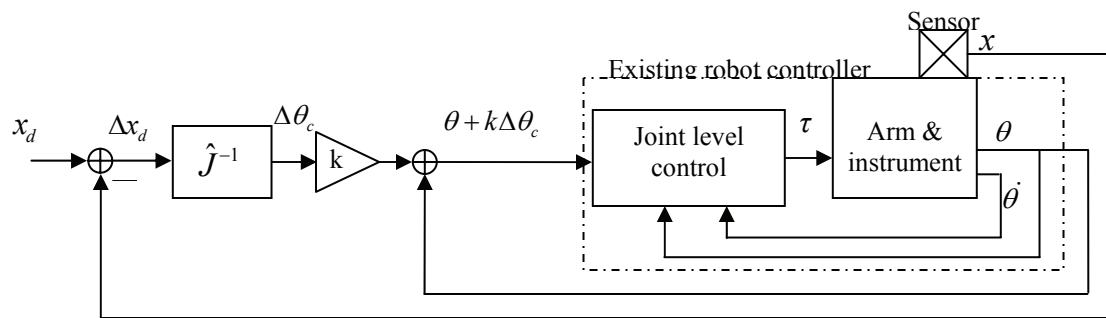 Sensor
x
Existing robot controller
x_d
Δx_d
Ĵ⁻¹
Δθ_c
k
θ + kΔθ_c
Joint level
control
τ
Arm &
instrument
θ
θ̇